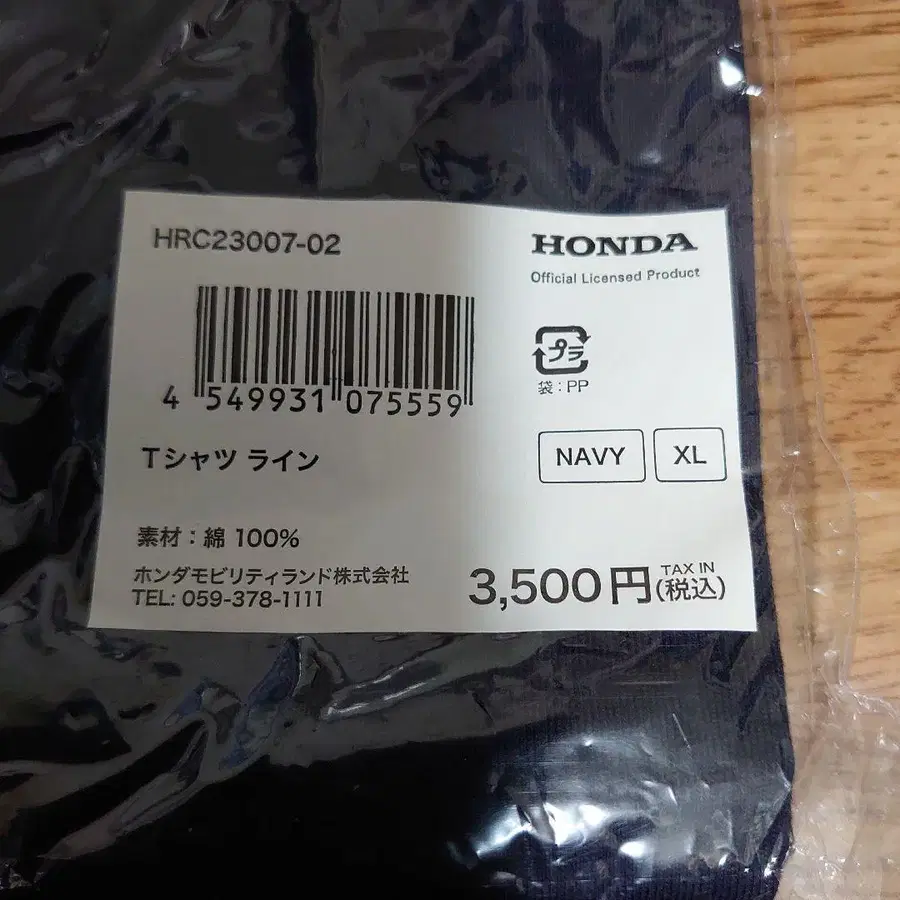 HRC23007-02
HONDA
Official Licensed Product
プラ
袋：PP
4 549931 075559
Tシャツ ライン
NAVY XL
素材：綿 100%
ホンダモビリティランド株式会社
TEL: 059-378-1111
3,500円 TAX IN (税込)